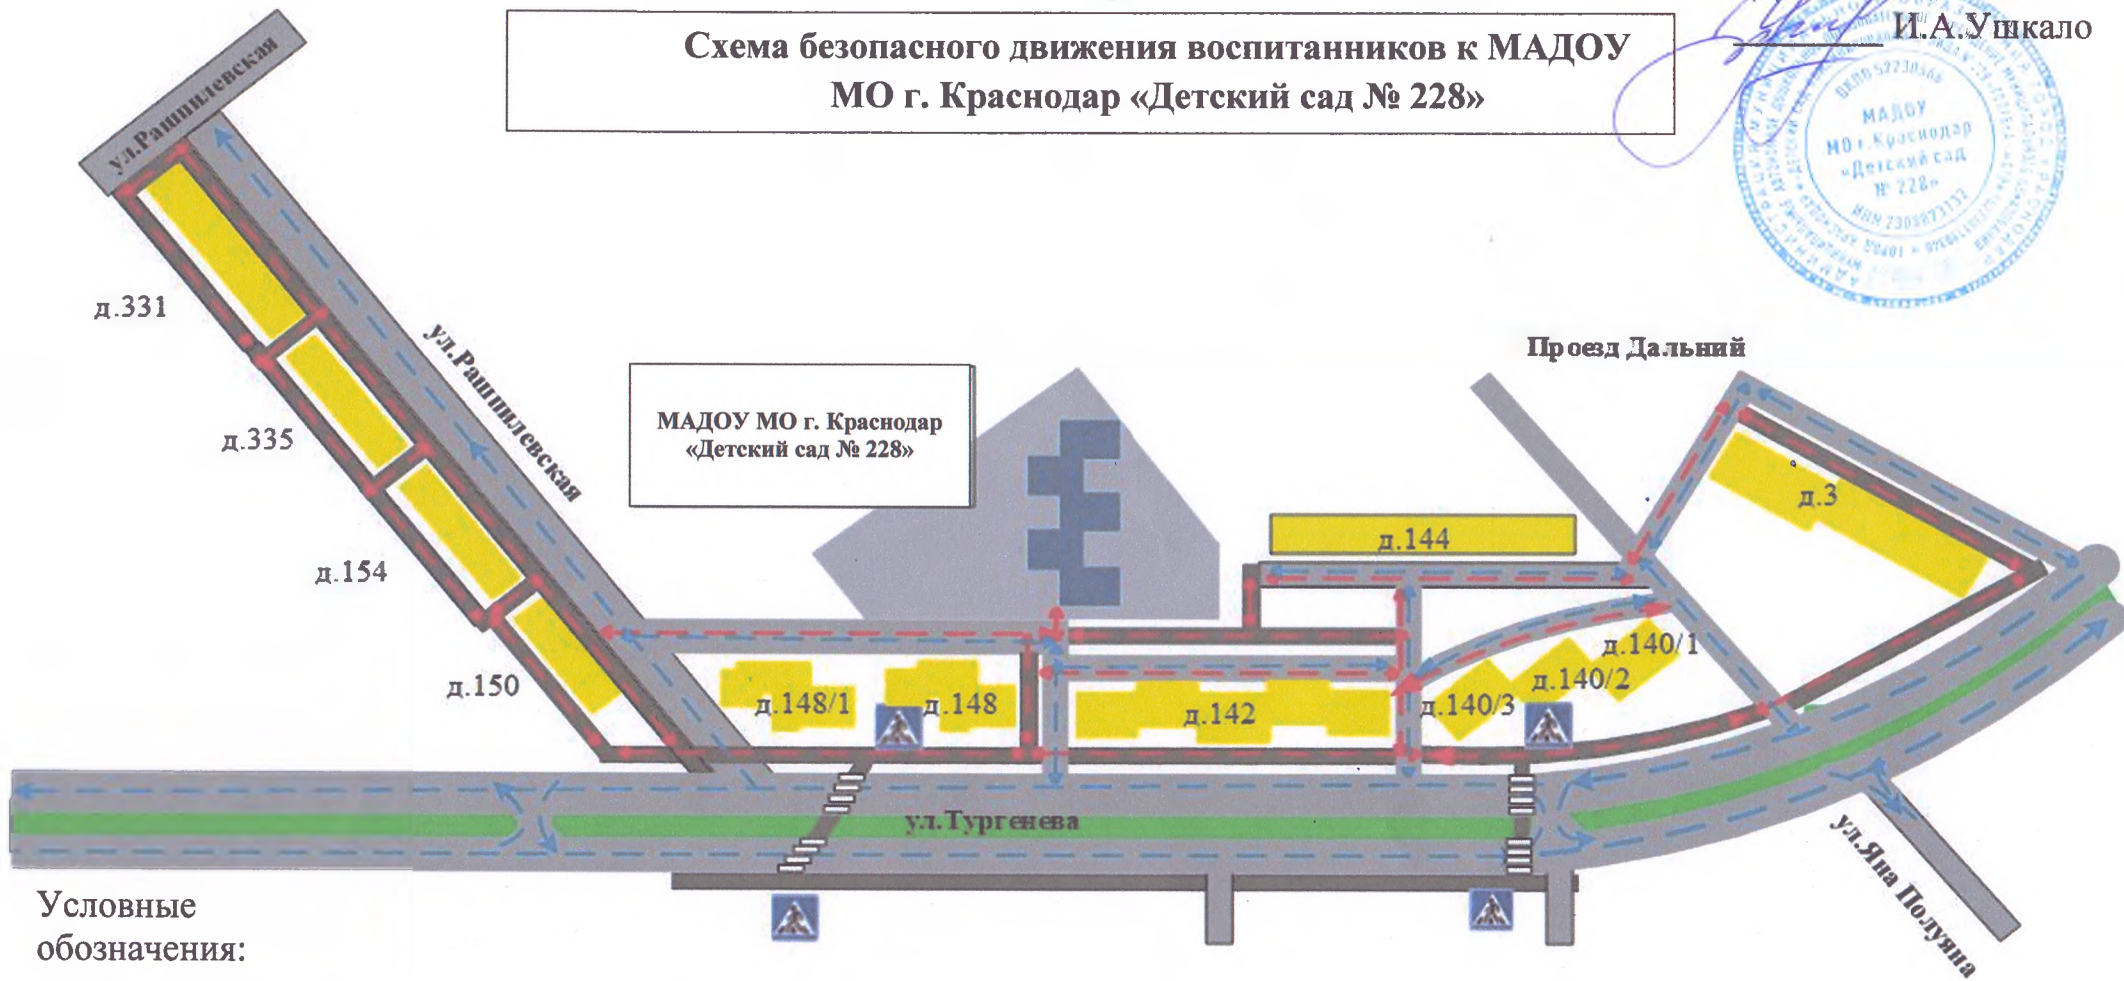 Схема безопасного движения воспитанников к МАДОУ
МО г. Краснодар «Детский сад № 228»
И.А.Ушкало
ОКПО 52230366
МАДОУ
МО г. Краснодар
«Детский сад
№ 228»
ул.Рашпилевская
ул.Рашпилевская
Проезд Дальний
МАДОУ МО г. Краснодар
«Детский сад № 228»
д.331
д.335
д.154
д.150
д.3
д.144
д.140/1
д.140/2
д.140/3
д.148/1
д.148
д.142
ул.Тургенева
ул.Яна Полуяна
Условные
обозначения: